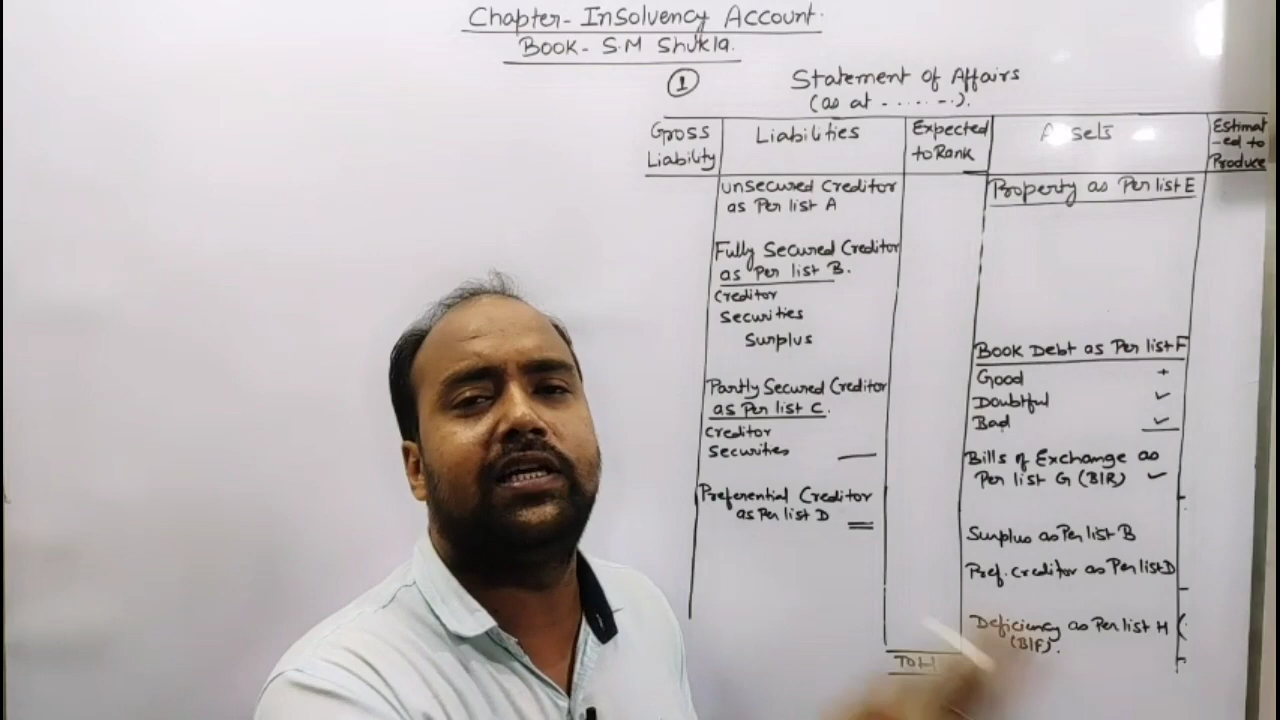 Chapter- Insolvency Account.
Book- S.M Shukla.
1
Statement of Affairs
(as at ......-).
Gross Liability
Liabilities
Expected to Rank
Assets
Estimat-ed to Produce
Unsecured Creditor
as Per list A
Fully Secured Creditor
as Per list B.
Creditor
Securities
Surplus
Partly Secured Creditor
as Per list C.
Creditor
Securities
Preferential Creditor
as Per list D
Total
Property as Per list E
Book Debt as Per list F
Good +
Doubtful ✓
Bad ✓
Bills of Exchange as
Per list G (B/R) ✓
Surplus as Per list B
Pref. Creditor as Per list D
Deficiency as Per list H
(B/F).